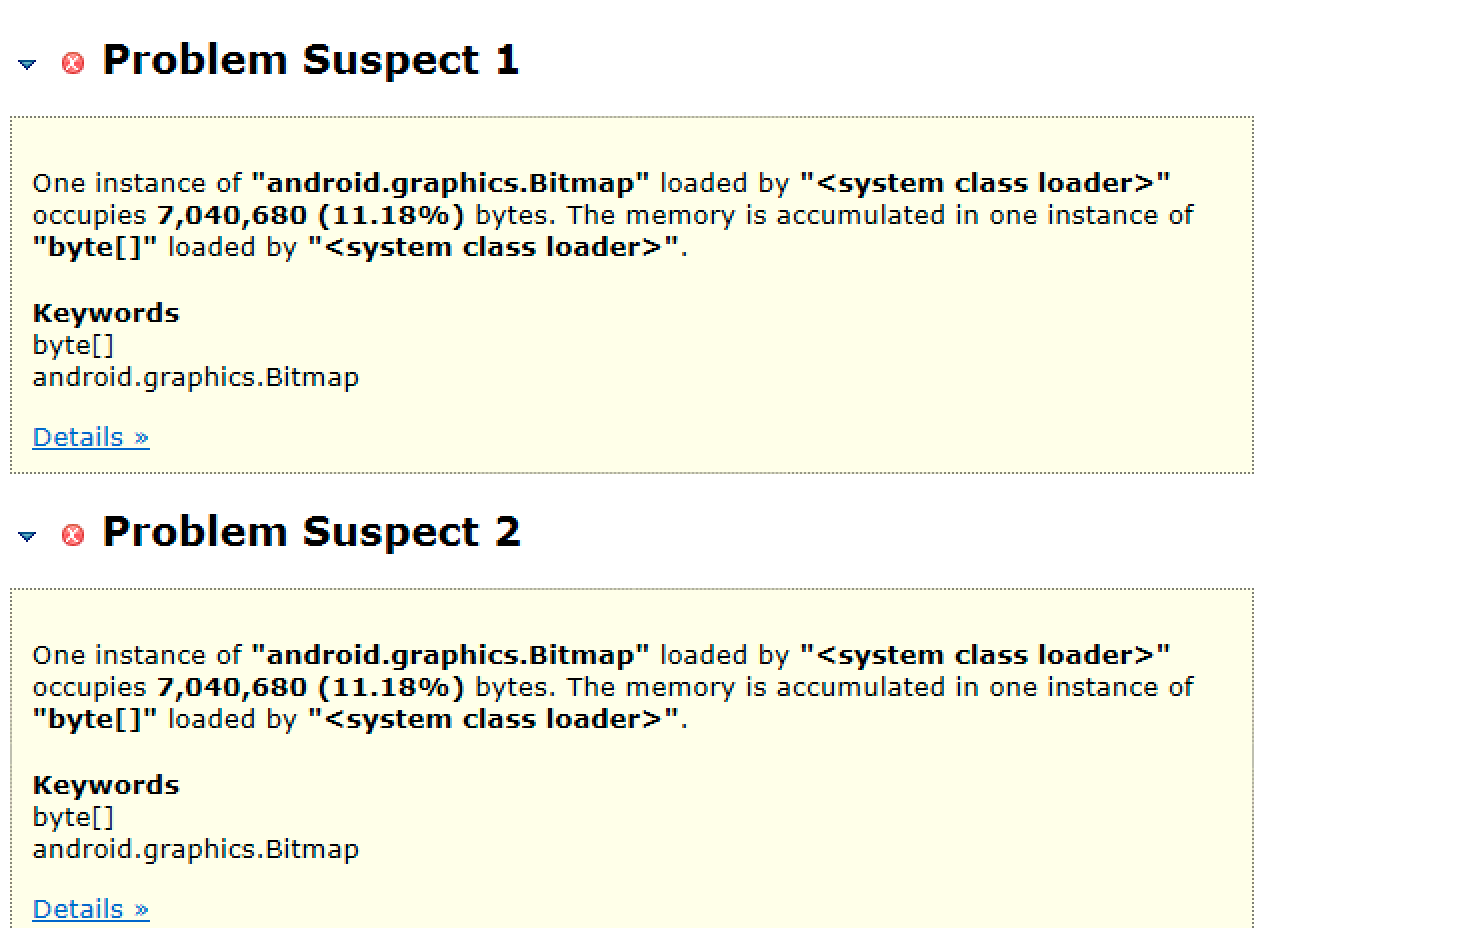 Problem Suspect 1
One instance of "android.graphics.Bitmap" loaded by "<system class loader>"
occupies 7,040,680 (11.18%) bytes. The memory is accumulated in one instance of
"byte[]" loaded by "<system class loader>".
Keywords
byte[]
android.graphics.Bitmap
Details »
Problem Suspect 2
One instance of "android.graphics.Bitmap" loaded by "<system class loader>"
occupies 7,040,680 (11.18%) bytes. The memory is accumulated in one instance of
"byte[]" loaded by "<system class loader>".
Keywords
byte[]
android.graphics.Bitmap
Details »